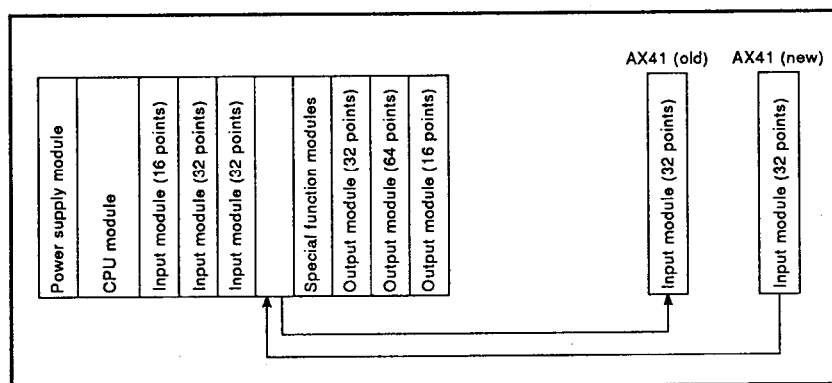 AX41 (old)
AX41 (new)
Power supply module
CPU module
Input module (16 points)
Input module (32 points)
Input module (32 points)
Special function modules
Output module (32 points)
Output module (64 points)
Output module (16 points)
Input module (32 points)
Input module (32 points)